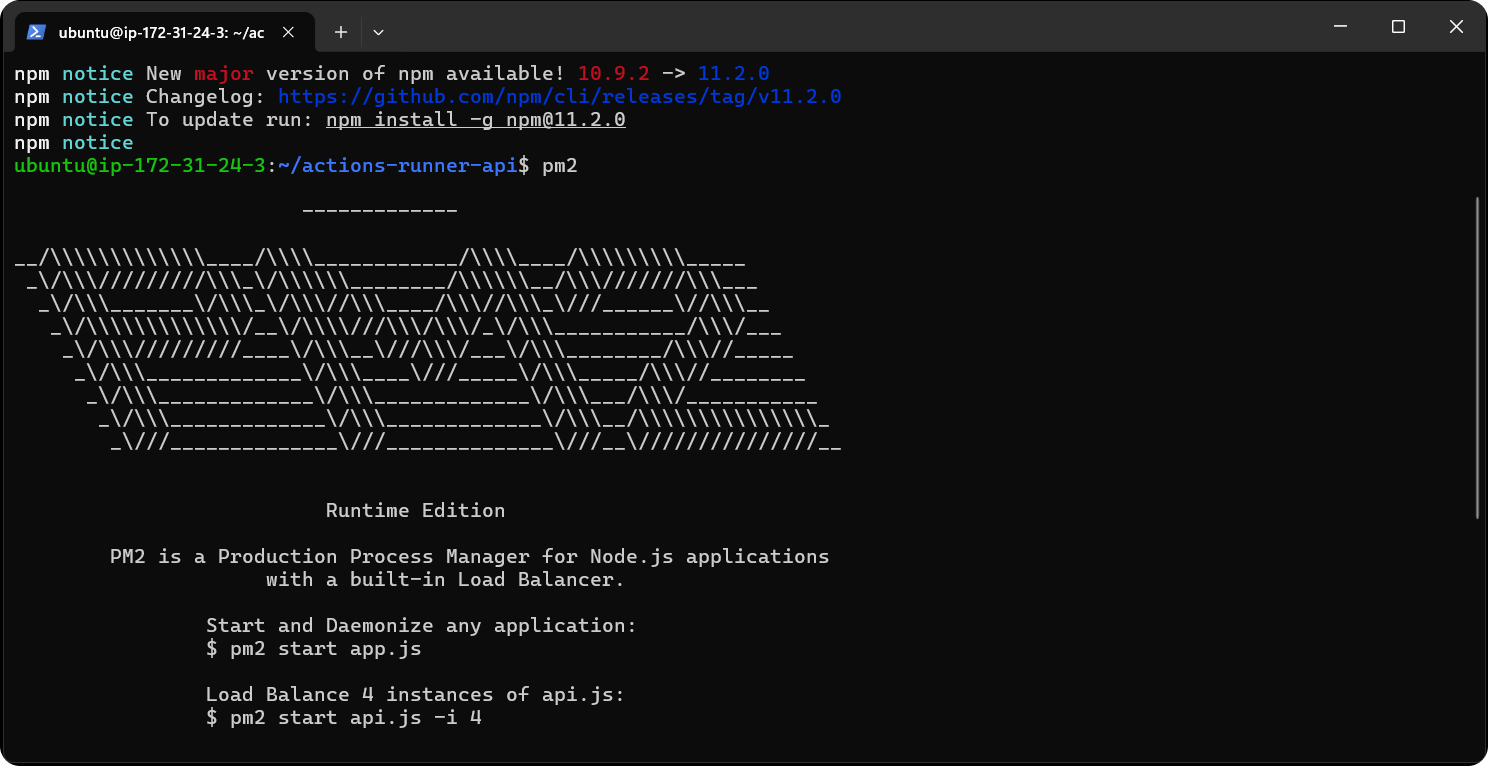 ubuntu@ip-172-31-24-3: ~/ac
npm notice New major version of npm available! 10.9.2 -> 11.2.0
npm notice Changelog: https://github.com/npm/cli/releases/tag/v11.2.0
npm notice To update run: npm install -g npm@11.2.0
npm notice
ubuntu@ip-172-31-24-3:~/actions-runner-api$ pm2
                        -------------
__/\\\\\\\\\\\\\____/\\\\____________/\\\\____/\\\\\\\\\_____
 _\/\\\/////////\\\_\/\\\\\\________/\\\\\\__/\\\///////\\\___
  _\/\\\_______\/\\\_\/\\\//\\\____/\\\//\\\_\///______\//\\\__
   _\/\\\\\\\\\\\\\/__\/\\\\///\\\/\\\/_\/\\\___________/\\\/___
    _\/\\\/////////____\/\\\__\///\\\/___\/\\\________/\\\//_____
     _\/\\\_____________\/\\\____\///_____\/\\\_____/\\\//________
      _\/\\\_____________\/\\\_____________\/\\\___/\\\/___________
       _\/\\\_____________\/\\\_____________\/\\\__/\\\\\\\\\\\\\\\_
        _\///______________\///______________\///__\///////////////__
                          Runtime Edition
        PM2 is a Production Process Manager for Node.js applications
                     with a built-in Load Balancer.
                Start and Daemonize any application:
                $ pm2 start app.js
                Load Balance 4 instances of api.js:
                $ pm2 start api.js -i 4